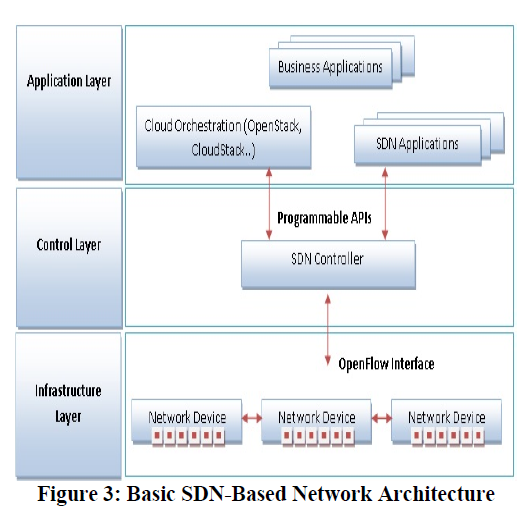 Application Layer
Business Applications
Cloud Orchestration (OpenStack,
CloudStack..)
SDN Applications
Programmable APIs
Control Layer
SDN Controller
OpenFlow Interface
Infrastructure
Layer
Network Device
Network Device
Network Device
Figure 3: Basic SDN-Based Network Architecture